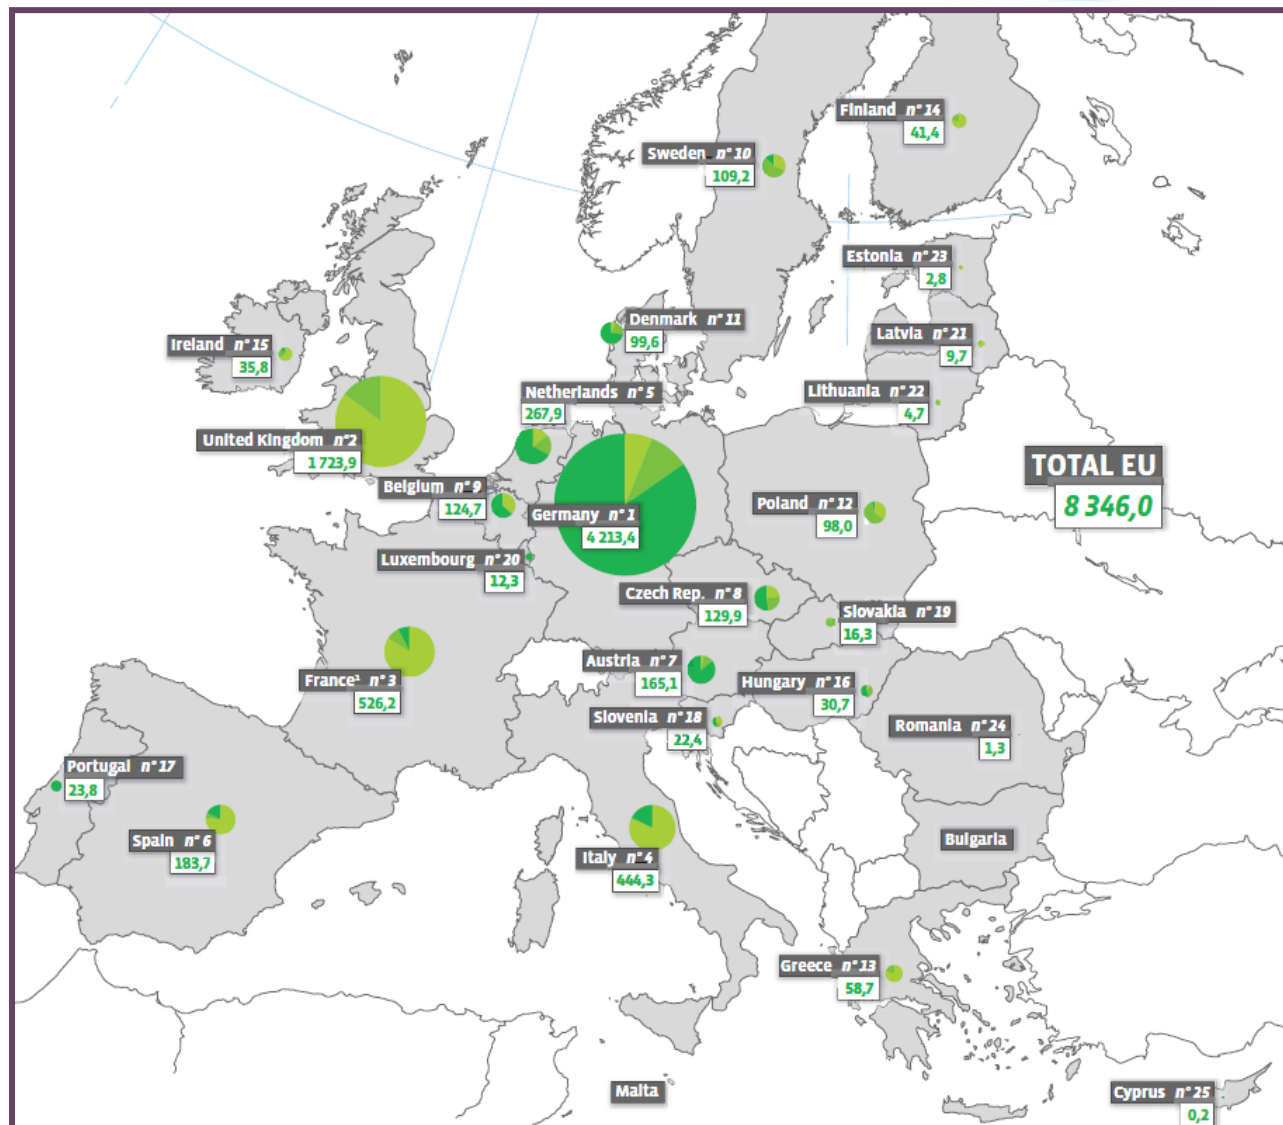 Finland n° 14
41,4
Sweden n° 10
109,2
Estonia n° 23
2,8
Denmark n° 11
99,6
Latvia n° 21
9,7
Ireland n° 15
35,8
Netherlands n° 5
267,9
Lithuania n° 22
4,7
United Kingdom n°2
1 723,9
TOTAL EU
8 346,0
Belgium n° 9
124,7
Germany n° 1
4 213,4
Poland n° 12
98,0
Luxembourg n° 20
12,3
Czech Rep. n° 8
129,9
Slovakia n° 19
16,3
Austria n° 7
165,1
France¹ n° 3
526,2
Hungary n° 16
30,7
Slovenia n° 18
22,4
Romania n° 24
1,3
Portugal n° 17
23,8
Spain n° 6
183,7
Bulgaria
Italy n° 4
444,3
Greece n° 13
58,7
Malta
Cyprus n° 25
0,2